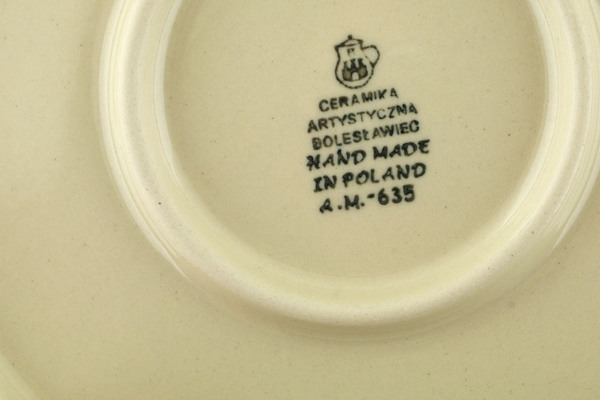 CERAMIKA
ARTYSTYCZNA
BOLESŁAWIEC
HAND MADE
IN POLAND
A.M.-635